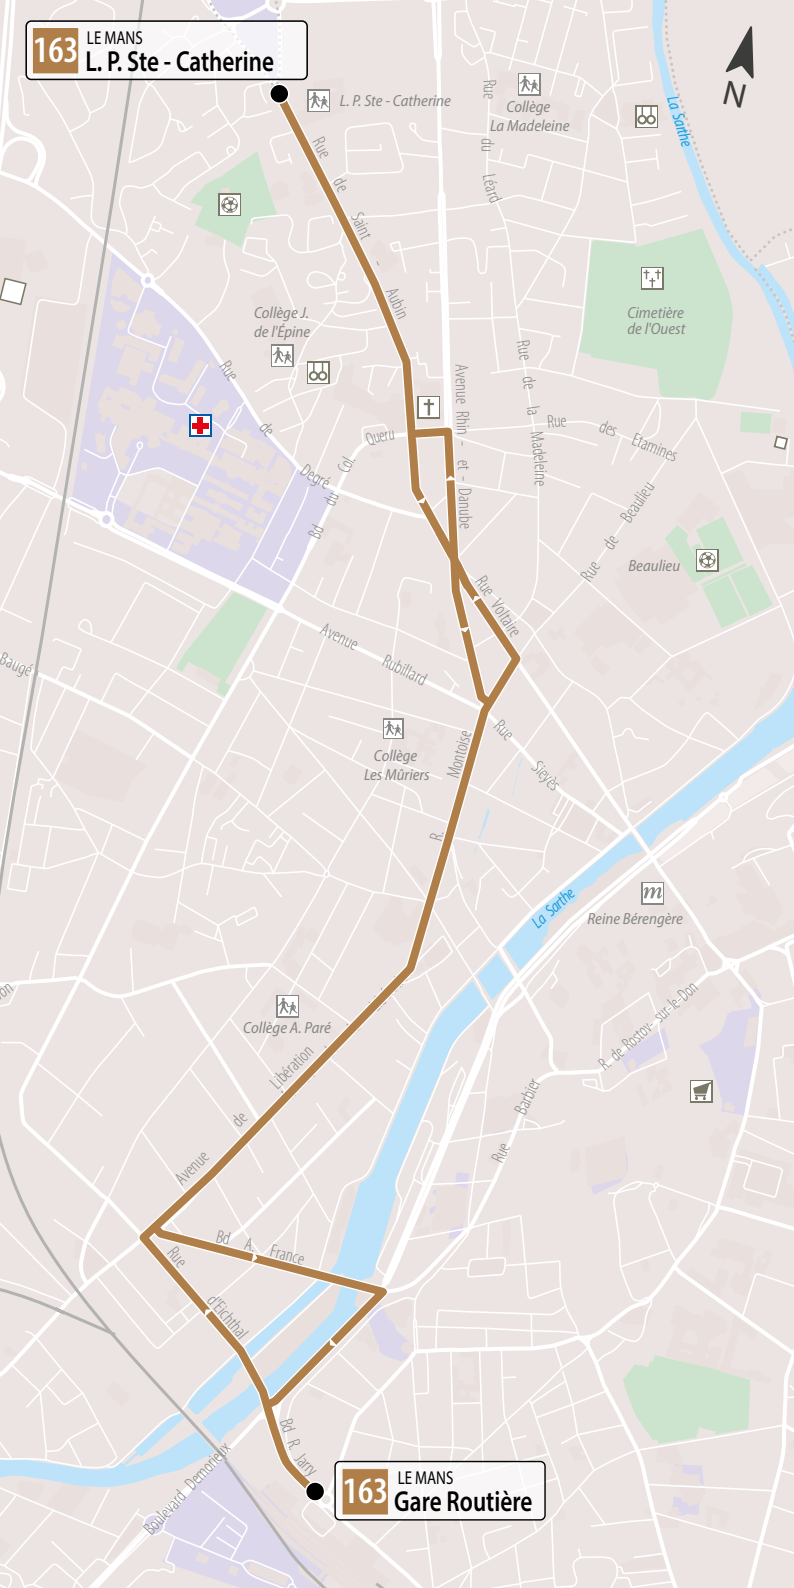 163
LE MANS
L. P. Ste - Catherine
N
L. P. Ste - Catherine
Collège
La Madeleine
Rue du Léard
La Sarthe
Rue de Saint - Aubin
Collège J.
de l'Épine
Cimetière
de l'Ouest
Rue de Degré
Avenue Rhin - et - Danube
Rue de la Madeleine
Rue des Etamines
Bd du Col. Queru
Rue de Beaulieu
Beaulieu
Rue Voltaire
Avenue Rubillard
Baugé
Rue Sieyès
Collège
Les Mûriers
R. Montoise
La Sarthe
Reine Bérengère
m
on
Collège A. Paré
R. de Rostov-sur-le-Don
Avenue de Libération
Rue Barbier
Bd A. France
Rue d'Eichthal
Bd R. Jarry
Boulevard Demorieux
163
LE MANS
Gare Routière